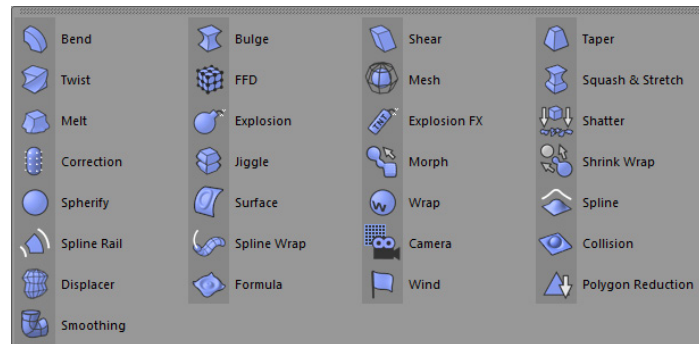 Bend Bulge Shear Taper
Twist FFD Mesh Squash & Stretch
Melt Explosion Explosion FX Shatter
TNT
Correction Jiggle Morph Shrink Wrap
Spherify Surface Wrap Spline
W
Spline Rail Spline Wrap Camera Collision
Displacer Formula Wind Polygon Reduction
Smoothing